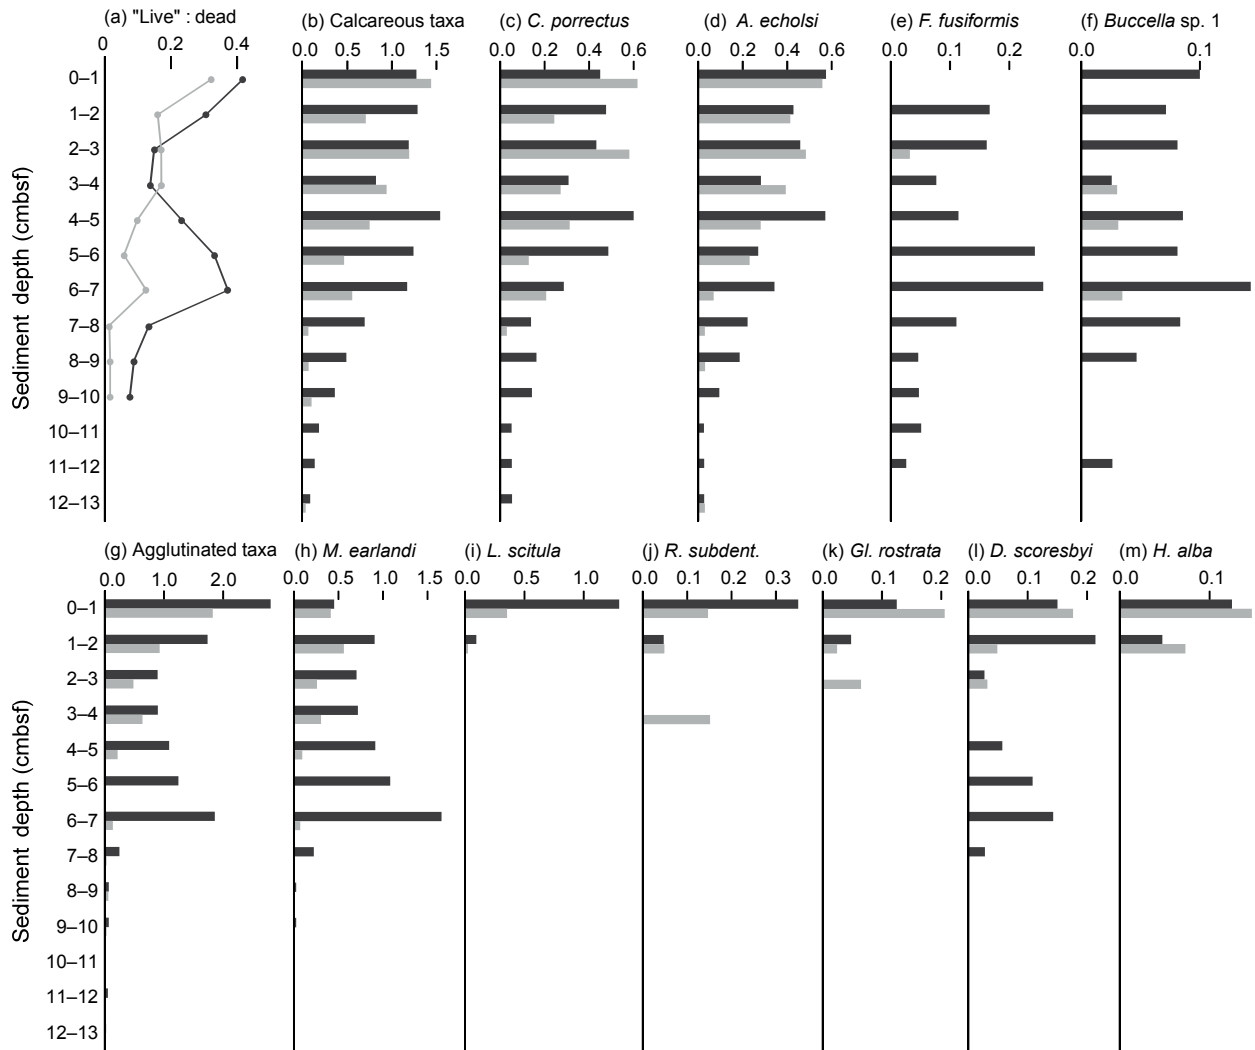 (a) "Live" : dead
(b) Calcareous taxa
(c) C. porrectus
(d) A. echolsi
(e) F. fusiformis
(f) Buccella sp. 1
0 0.2 0.4
0.0 0.5 1.0 1.5
0.0 0.2 0.4 0.6
0.0 0.2 0.4 0.6
0.0 0.1 0.2
0.0 0.1
Sediment depth (cmbsf)
0–1
1–2
2–3
3–4
4–5
5–6
6–7
7–8
8–9
9–10
10–11
11–12
12–13
(g) Agglutinated taxa
(h) M. earlandi
(i) L. scitula
(j) R. subdent.
(k) Gl. rostrata
(l) D. scoresbyi
(m) H. alba
0.0 1.0 2.0
0.0 0.5 1.0 1.5
0.0 0.5 1.0
0.0 0.1 0.2 0.3
0.0 0.1 0.2
0.0 0.1 0.2
0.0 0.1
Sediment depth (cmbsf)
0–1
1–2
2–3
3–4
4–5
5–6
6–7
7–8
8–9
9–10
10–11
11–12
12–13